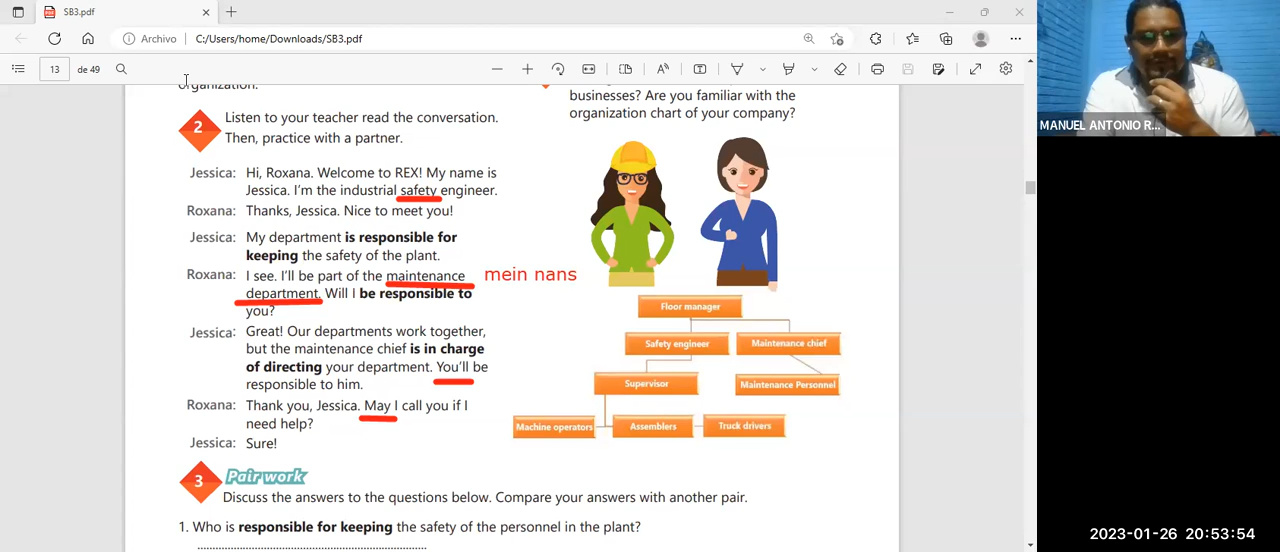 SB3.pdf
Archivo
C:/Users/home/Downloads/SB3.pdf
13
de 49
organization.
2
Listen to your teacher read the conversation.
Then, practice with a partner.
Jessica: Hi, Roxana. Welcome to REX! My name is
Jessica. I'm the industrial safety engineer.
Roxana: Thanks, Jessica. Nice to meet you!
Jessica: My department is responsible for
keeping the safety of the plant.
Roxana: I see. I'll be part of the maintenance
department. Will I be responsible to
you?
mein nans
Jessica: Great! Our departments work together,
but the maintenance chief is in charge
of directing your department. You'll be
responsible to him.
Roxana: Thank you, Jessica. May I call you if I
need help?
Jessica: Sure!
businesses? Are you familiar with the
organization chart of your company?
Floor manager
Safety engineer
Maintenance chief
Supervisor
Maintenance Personnel
Machine operators
Assemblers
Truck drivers
3
Pair work
Discuss the answers to the questions below. Compare your answers with another pair.
1. Who is responsible for keeping the safety of the personnel in the plant?
MANUEL ANTONIO R...
2023-01-26 20:53:54